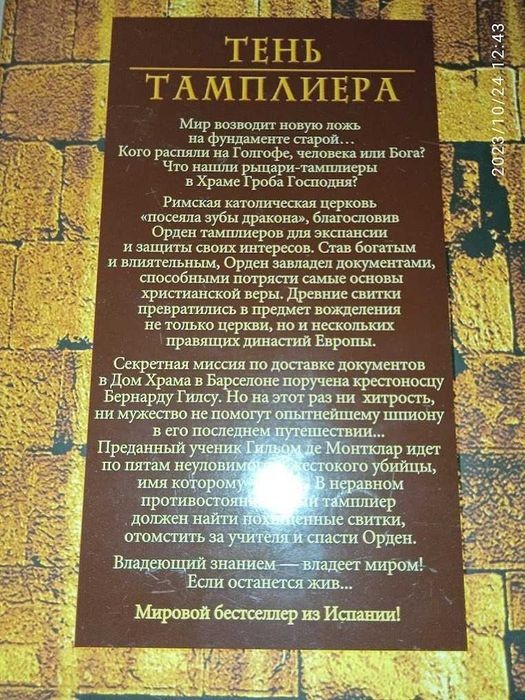 ТЕНЬ
ТАМПЛИЕРА
Мир возводит новую ложь
на фундаменте старой...
Кого распяли на Голгофе, человека или Бога?
Что нашли рыцари-тамплиеры
в Храме Гроба Господня?
Римская католическая церковь
«посеяла зубы дракона», благословив
Орден тамплиеров для экспансии
и защиты своих интересов. Став богатым
и влиятельным, Орден завладел документами,
способными потрясти самые основы
христианской веры. Древние свитки
превратились в предмет вожделения
не только церкви, но и нескольких
правящих династий Европы.
Секретная миссия по доставке документов
в Дом Храма в Барселоне поручена крестоносцу
Бернарду Гилсу. Но на этот раз ни хитрость,
ни мужество не помогут опытнейшему шпиону
в его последнем путешествии...
Преданный ученик Гильом де Монтклар идет
по пятам неуловимого жестокого убийцы,
имя которому В неравном
тамплиер
должен найти похищенные свитки,
отомстить за учителя и спасти Орден.
Владеющий знанием — владеет миром!
Если останется жив...
Мировой бестселлер из Испании!
2023/10/24 12:43